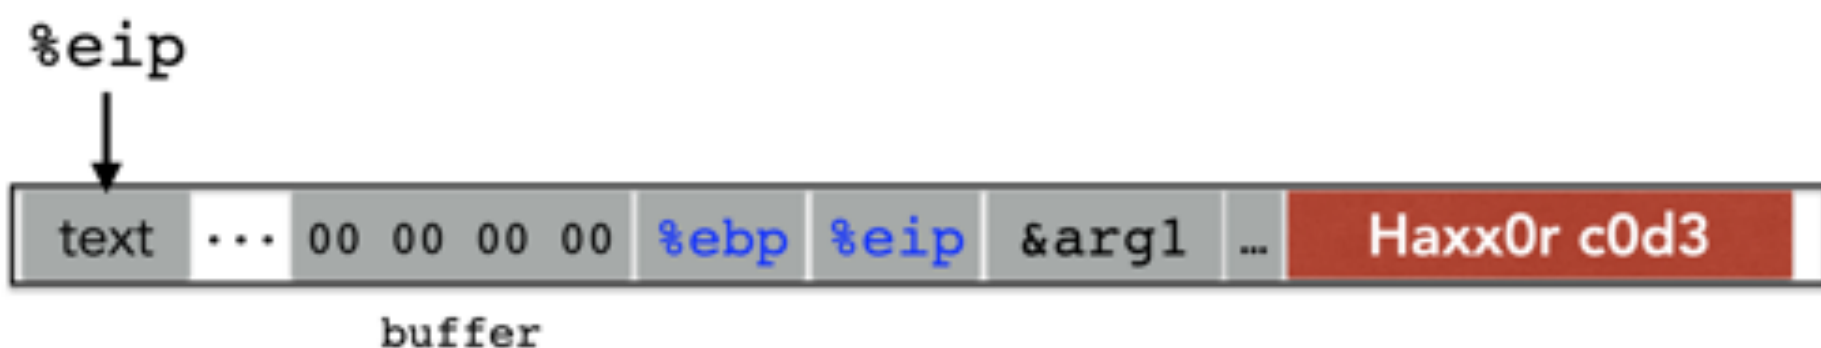 %eip
text ... 00 00 00 00 %ebp %eip &arg1 ... Haxx0r c0d3
buffer